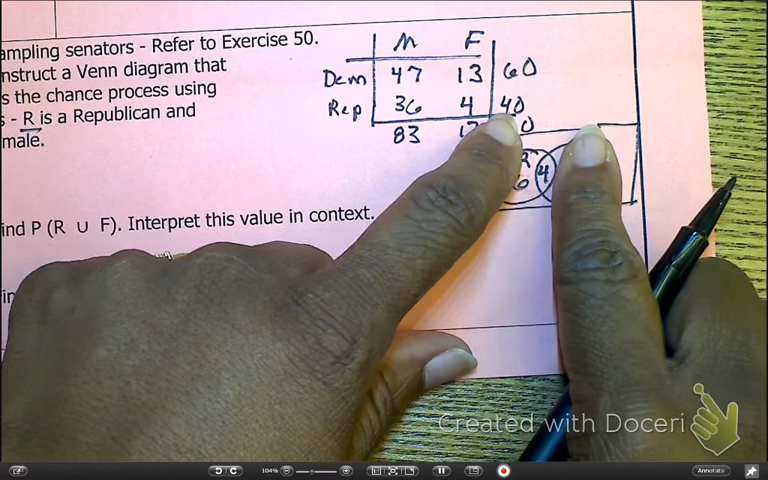 ampling senators - Refer to Exercise 50.
nstruct a Venn diagram that
s the chance process using
- R is a Republican and
male.
M F
Dem 47 13 60
Rep 36 4 40
83
4
ind P (R ∪ F). Interpret this value in context.
in
Created with Doceri
104%
Annotate